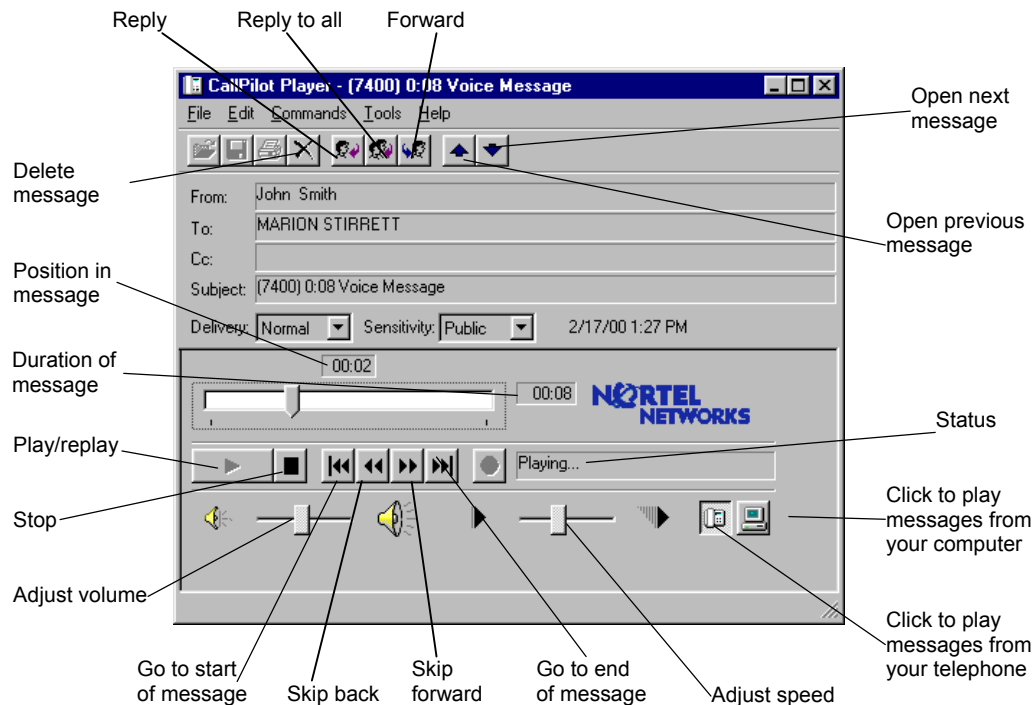 Reply
Reply to all
Forward
CallPilot Player - (7400) 0:08 Voice Message
File Edit Commands Tools Help
Open next
message
Delete
message
From: John Smith
To: MARION STIRRETT
Cc:
Subject: (7400) 0:08 Voice Message
Open previous
message
Position in
message
Delivery: Normal Sensitivity: Public 2/17/00 1:27 PM
00:02
Duration of
message
00:08
NORTEL
NETWORKS
Status
Play/replay
Playing...
Stop
Click to play
messages from
your computer
Adjust volume
Click to play
messages from
your telephone
Go to start
of message
Skip back
Skip
forward
Go to end
of message
Adjust speed